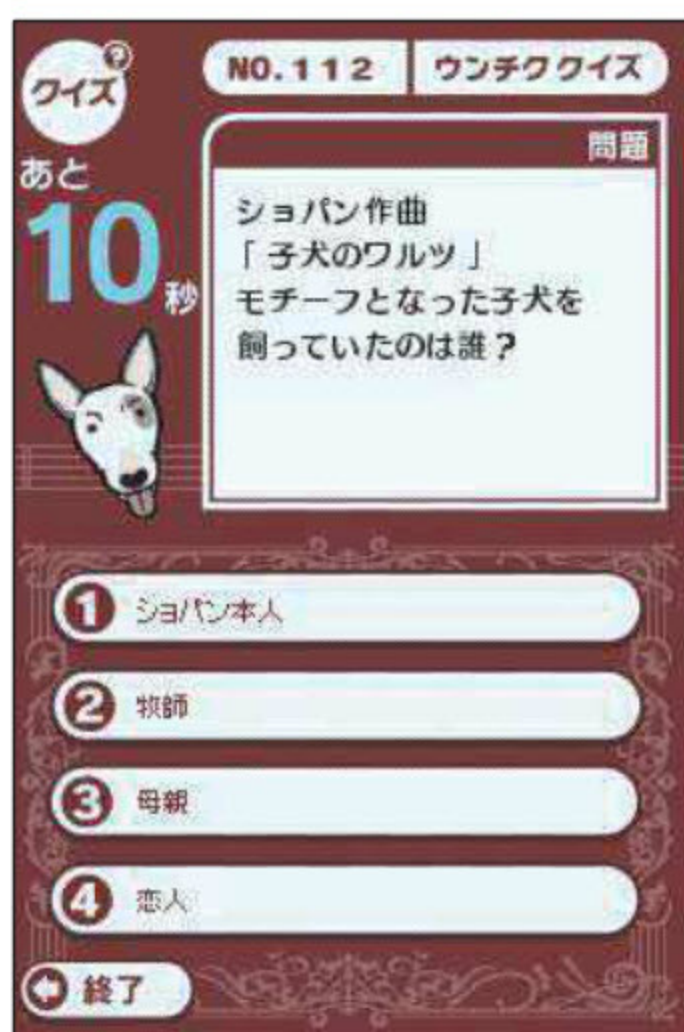 クイズ
?
NO.112
ウンチククイズ
あと
10
秒
問題
ショパン作曲
「子犬のワルツ」
モチーフとなった子犬を
飼っていたのは誰?
1 ショパン本人
2 牧師
3 母親
4 恋人
終了